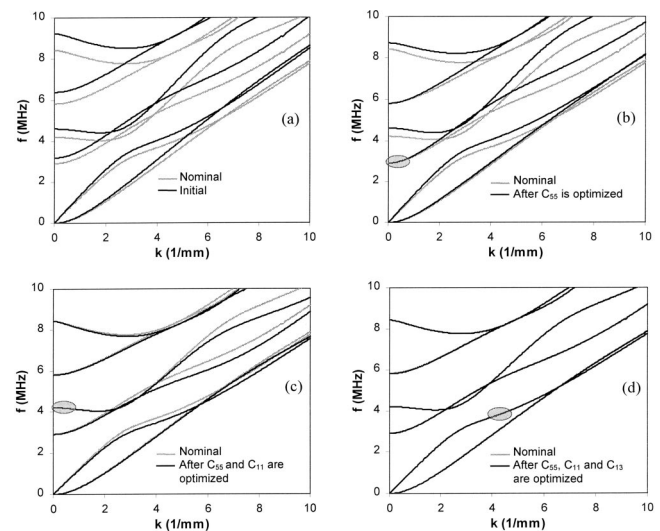 10
8
6
4
2
0
f (MHz)
0 2 4 6 8 10
k (1/mm)
(a)
Nominal
Initial
10
8
6
4
2
0
f (MHz)
0 2 4 6 8 10
k (1/mm)
(b)
Nominal
After C55 is optimized
10
8
6
4
2
0
f (MHz)
0 2 4 6 8 10
k (1/mm)
(c)
Nominal
After C55 and C11 are
optimized
10
8
6
4
2
0
f (MHz)
0 2 4 6 8 10
k (1/mm)
(d)
Nominal
After C55, C11 and C13
are optimized